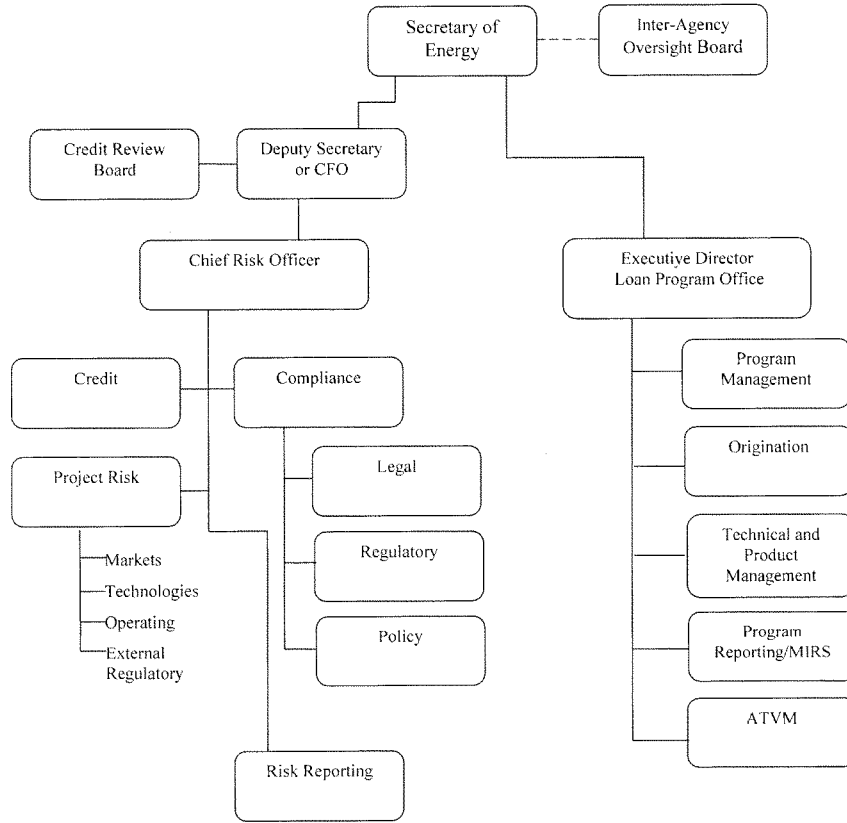 Secretary of
Energy
Inter-Agency
Oversight Board
Credit Review
Board
Deputy Secretary
or CFO
Chief Risk Officer
Executive Director
Loan Program Office
Credit
Compliance
Program
Management
Project Risk
Legal
Origination
Markets
Technologies
Operating
External
Regulatory
Regulatory
Technical and
Product
Management
Policy
Program
Reporting/MIRS
ATVM
Risk Reporting